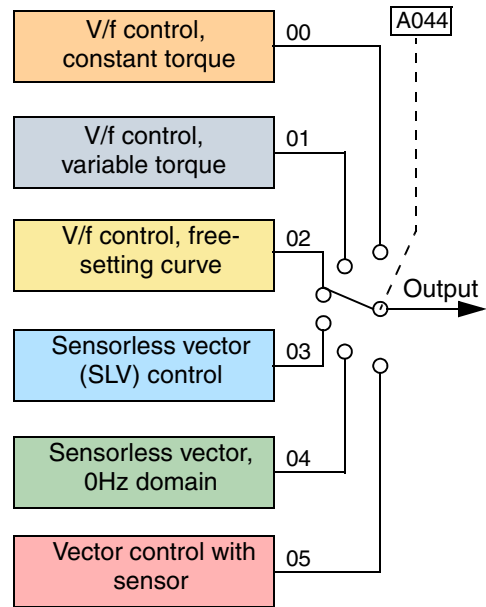 V/f control,
constant torque
00
A044
V/f control,
variable torque
01
V/f control, free-
setting curve
02
Output
Sensorless vector
(SLV) control
03
Sensorless vector,
0Hz domain
04
Vector control with
sensor
05